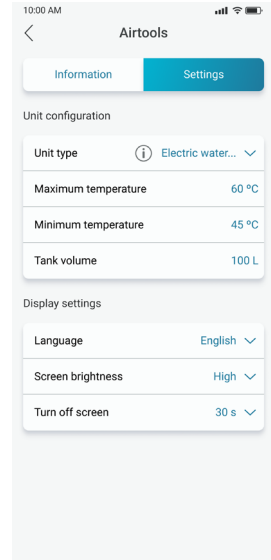 10:00 AM
Airtools
Information Settings
Unit configuration
Unit type i Electric water...
Maximum temperature 60 ºC
Minimum temperature 45 ºC
Tank volume 100 L
Display settings
Language English
Screen brightness High
Turn off screen 30 s